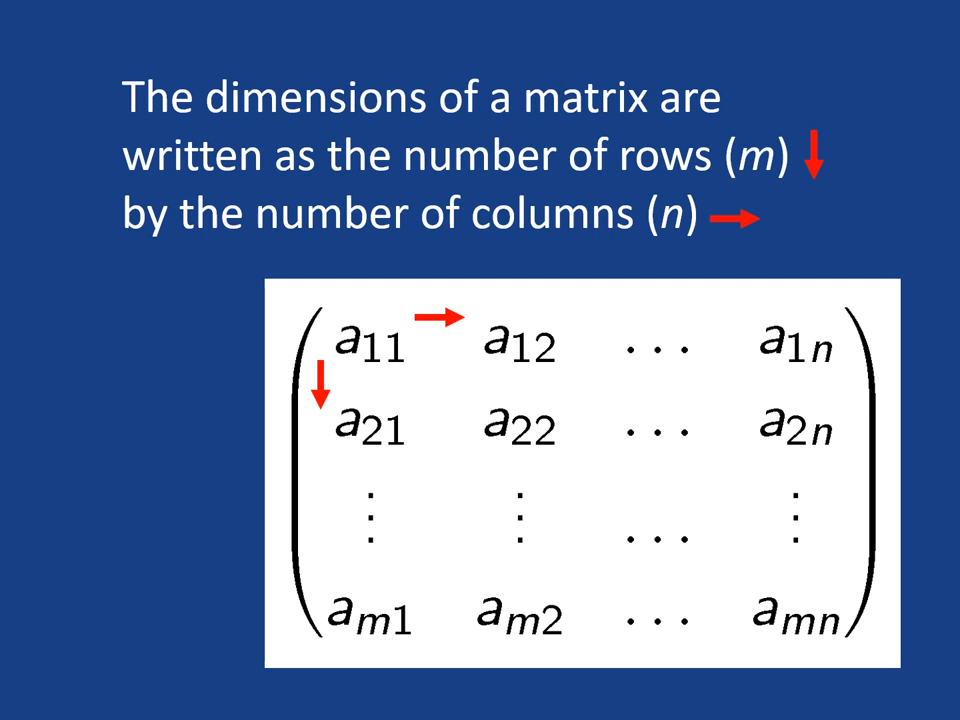 The dimensions of a matrix are
written as the number of rows (m)
by the number of columns (n)
a11 a12 ... a1n
a21 a22 ... a2n
⋮ ⋮ ... ⋮
am1 am2 ... amn